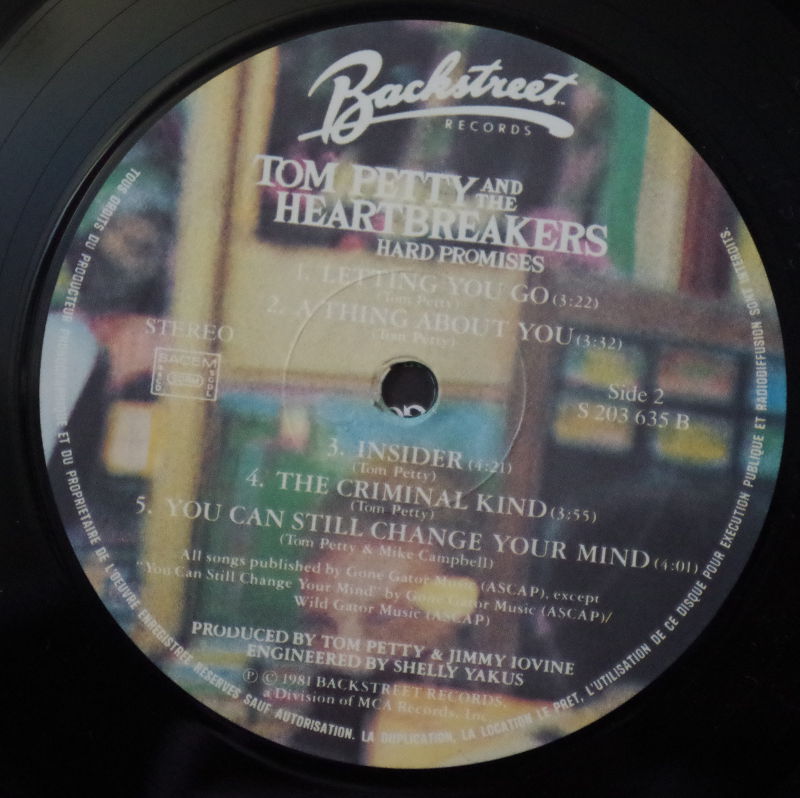 Backstreet™
RECORDS
TOM PETTY AND THE
HEARTBREAKERS
HARD PROMISES
1. LETTING YOU GO (3:22)
(Tom Petty)
2. A THING ABOUT YOU (3:32)
(Tom Petty)
STEREO
SACEM
Side 2
S 203 635 B
3. INSIDER (4:21)
(Tom Petty)
4. THE CRIMINAL KIND (3:55)
(Tom Petty)
5. YOU CAN STILL CHANGE YOUR MIND (4:01)
(Tom Petty & Mike Campbell)
All songs published by Gone Gator Music (ASCAP), except
"You Can Still Change Your Mind" by Gone Gator Music (ASCAP)/
Wild Gator Music (ASCAP)
PRODUCED BY TOM PETTY & JIMMY IOVINE
ENGINEERED BY SHELLY YAKUS
℗ © 1981 BACKSTREET RECORDS,
a Division of MCA Records, Inc.
TOUS DROITS DU PRODUCTEUR ET DU PROPRIETAIRE DE L'OEUVRE ENREGISTREE RESERVES SAUF AUTORISATION. LA DUPLICATION, LA LOCATION LE PRET, L'UTILISATION DE CE DISQUE POUR EXECUTION PUBLIQUE ET RADIODIFFUSION SONT INTERDITS.